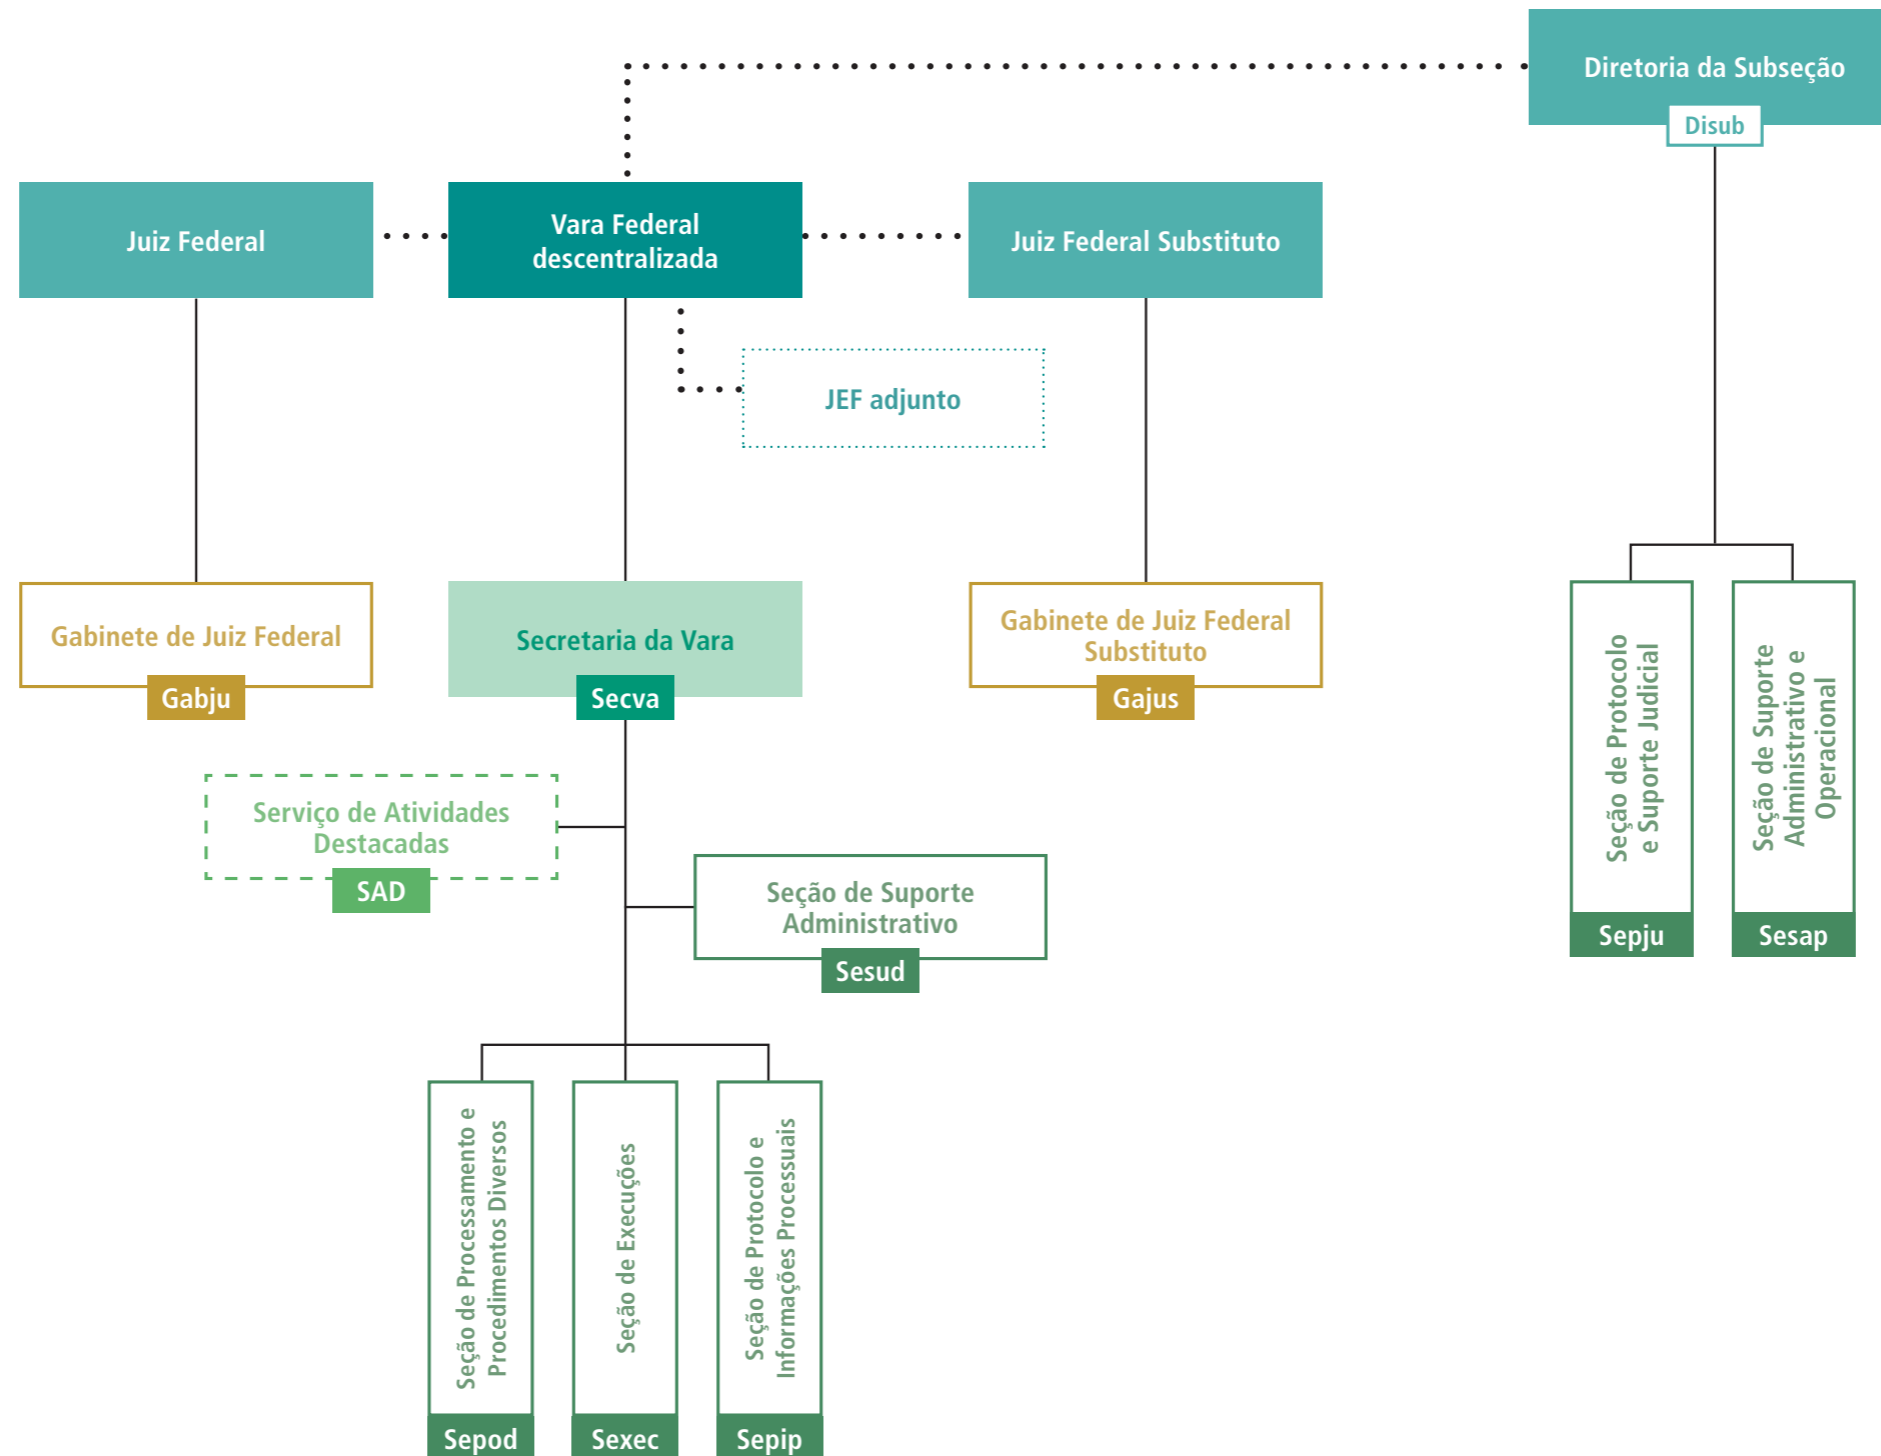 Diretoria da Subseção
Disub
Juiz Federal
Vara Federal
descentralizada
Juiz Federal Substituto
JEF adjunto
Gabinete de Juiz Federal
Gabju
Secretaria da Vara
Secva
Gabinete de Juiz Federal
Substituto
Gajus
Seção de Protocolo
e Suporte Judicial
Sepju
Seção de Suporte
Administrativo e
Operacional
Sesap
Serviço de Atividades
Destacadas
SAD
Seção de Suporte
Administrativo
Sesud
Seção de Processamento e
Procedimentos Diversos
Sepod
Seção de Execuções
Sexec
Seção de Protocolo e
Informações Processuais
Sepip